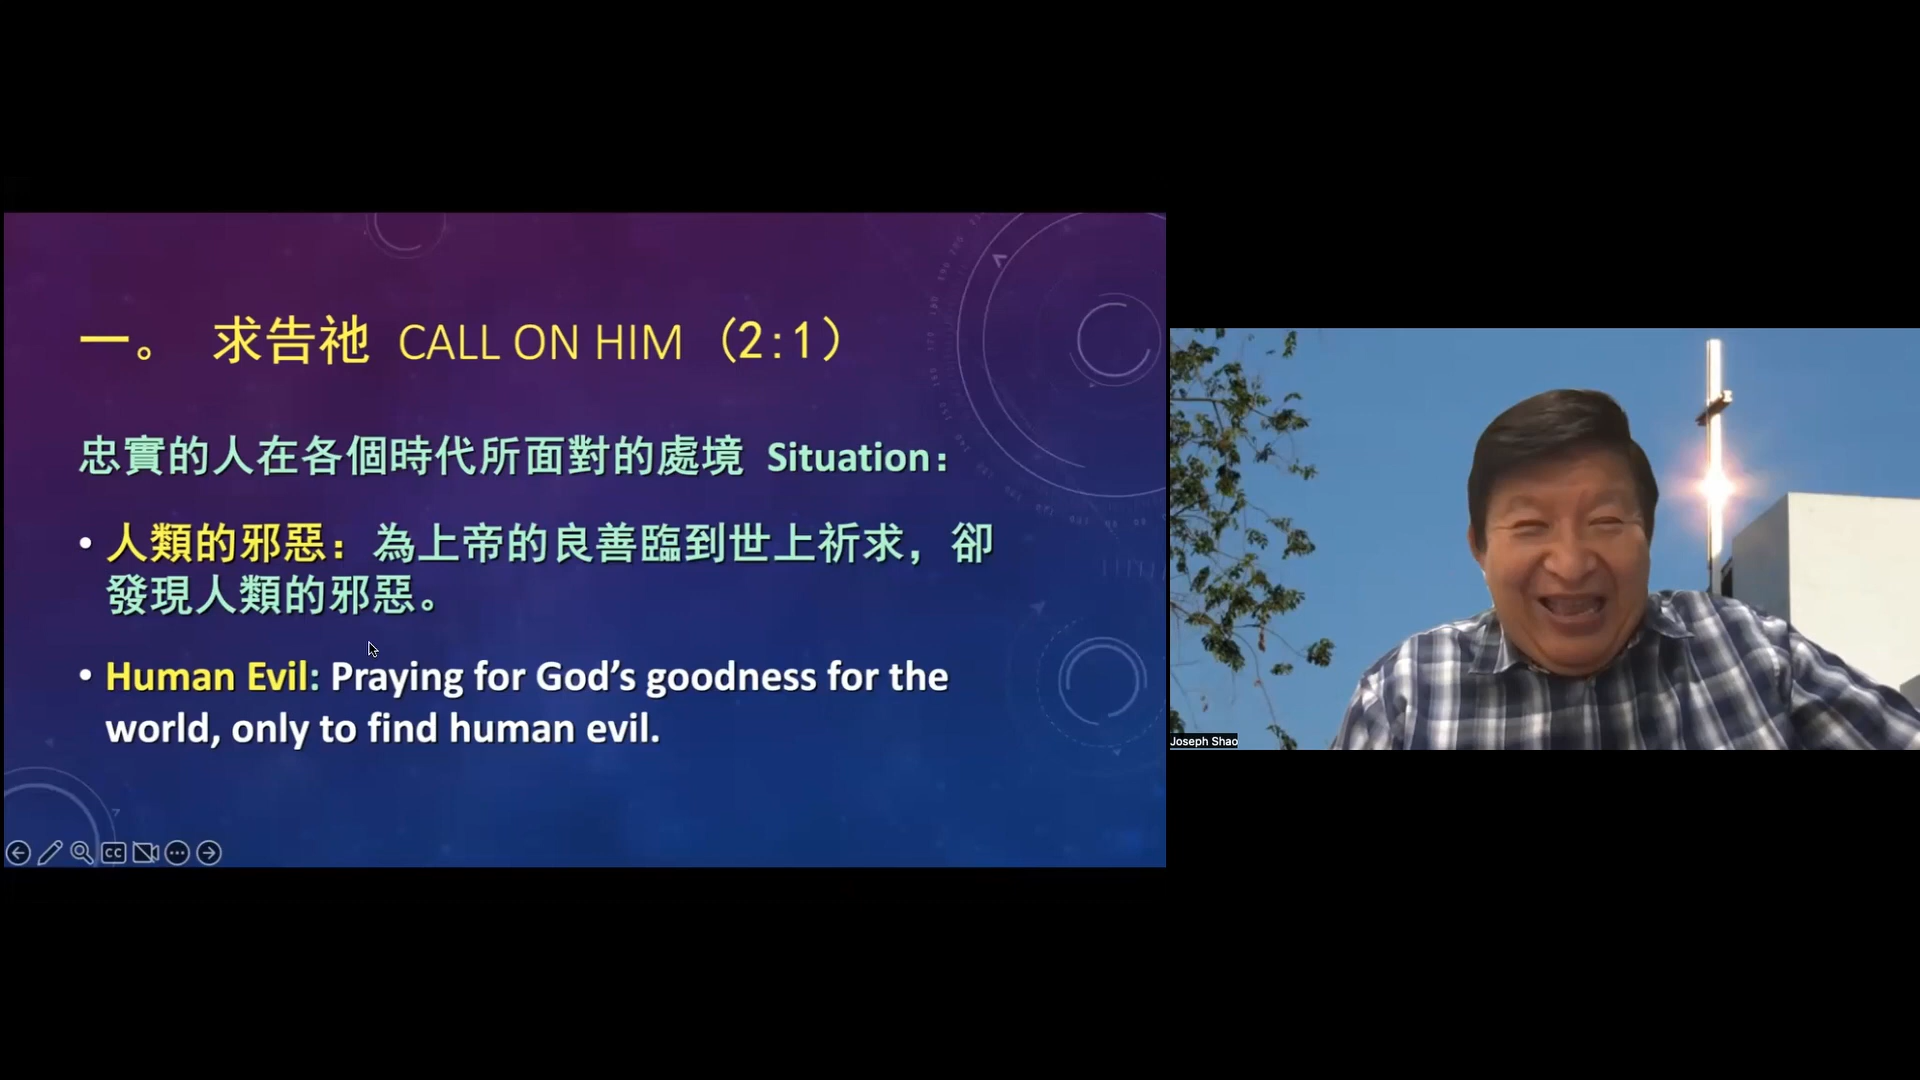 一。 求告祂 CALL ON HIM (2:1)
忠實的人在各個時代所面對的處境 Situation:
• 人類的邪惡：為上帝的良善臨到世上祈求，卻
發現人類的邪惡。
• Human Evil: Praying for God’s goodness for the
world, only to find human evil.
CC
Joseph Shao